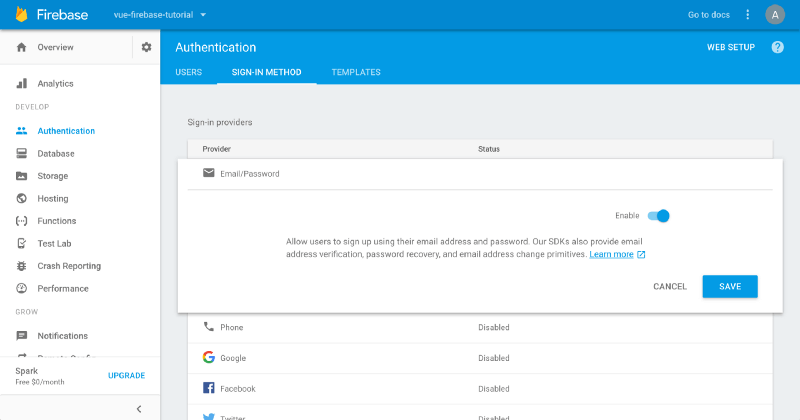 Firebase
vue-firebase-tutorial
Go to docs
A
Overview
Authentication
WEB SETUP
?
USERS
SIGN-IN METHOD
TEMPLATES
Analytics
DEVELOP
Authentication
Database
Storage
Hosting
Functions
Test Lab
Crash Reporting
Performance
GROW
Notifications
Remote Config
Spark
Free $0/month
UPGRADE
Sign-in providers
Provider
Status
Email/Password
Enable
Allow users to sign up using their email address and password. Our SDKs also provide email
address verification, password recovery, and email address change primitives. Learn more
CANCEL
SAVE
Phone
Disabled
Google
Disabled
Facebook
Disabled
Twitter
Disabled